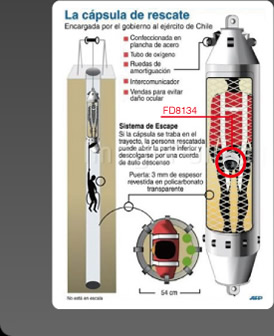 La cápsula de rescate
Encargada por el gobierno al ejército de Chile
Confeccionada en
plancha de acero
Tubo de oxígeno
Ruedas de
amortiguación
Intercomunicador
Vendas para evitar
daño ocular
FD8134
Sistema de Escape
Si la cápsula se traba en el
trayecto, la persona rescatada
puede abrir la parte inferior y
descolgarse por una cuerda
de auto descenso
Puerta: 3 mm de espesor
revestida en policarbonato
transparente
54 cm
No está en escala